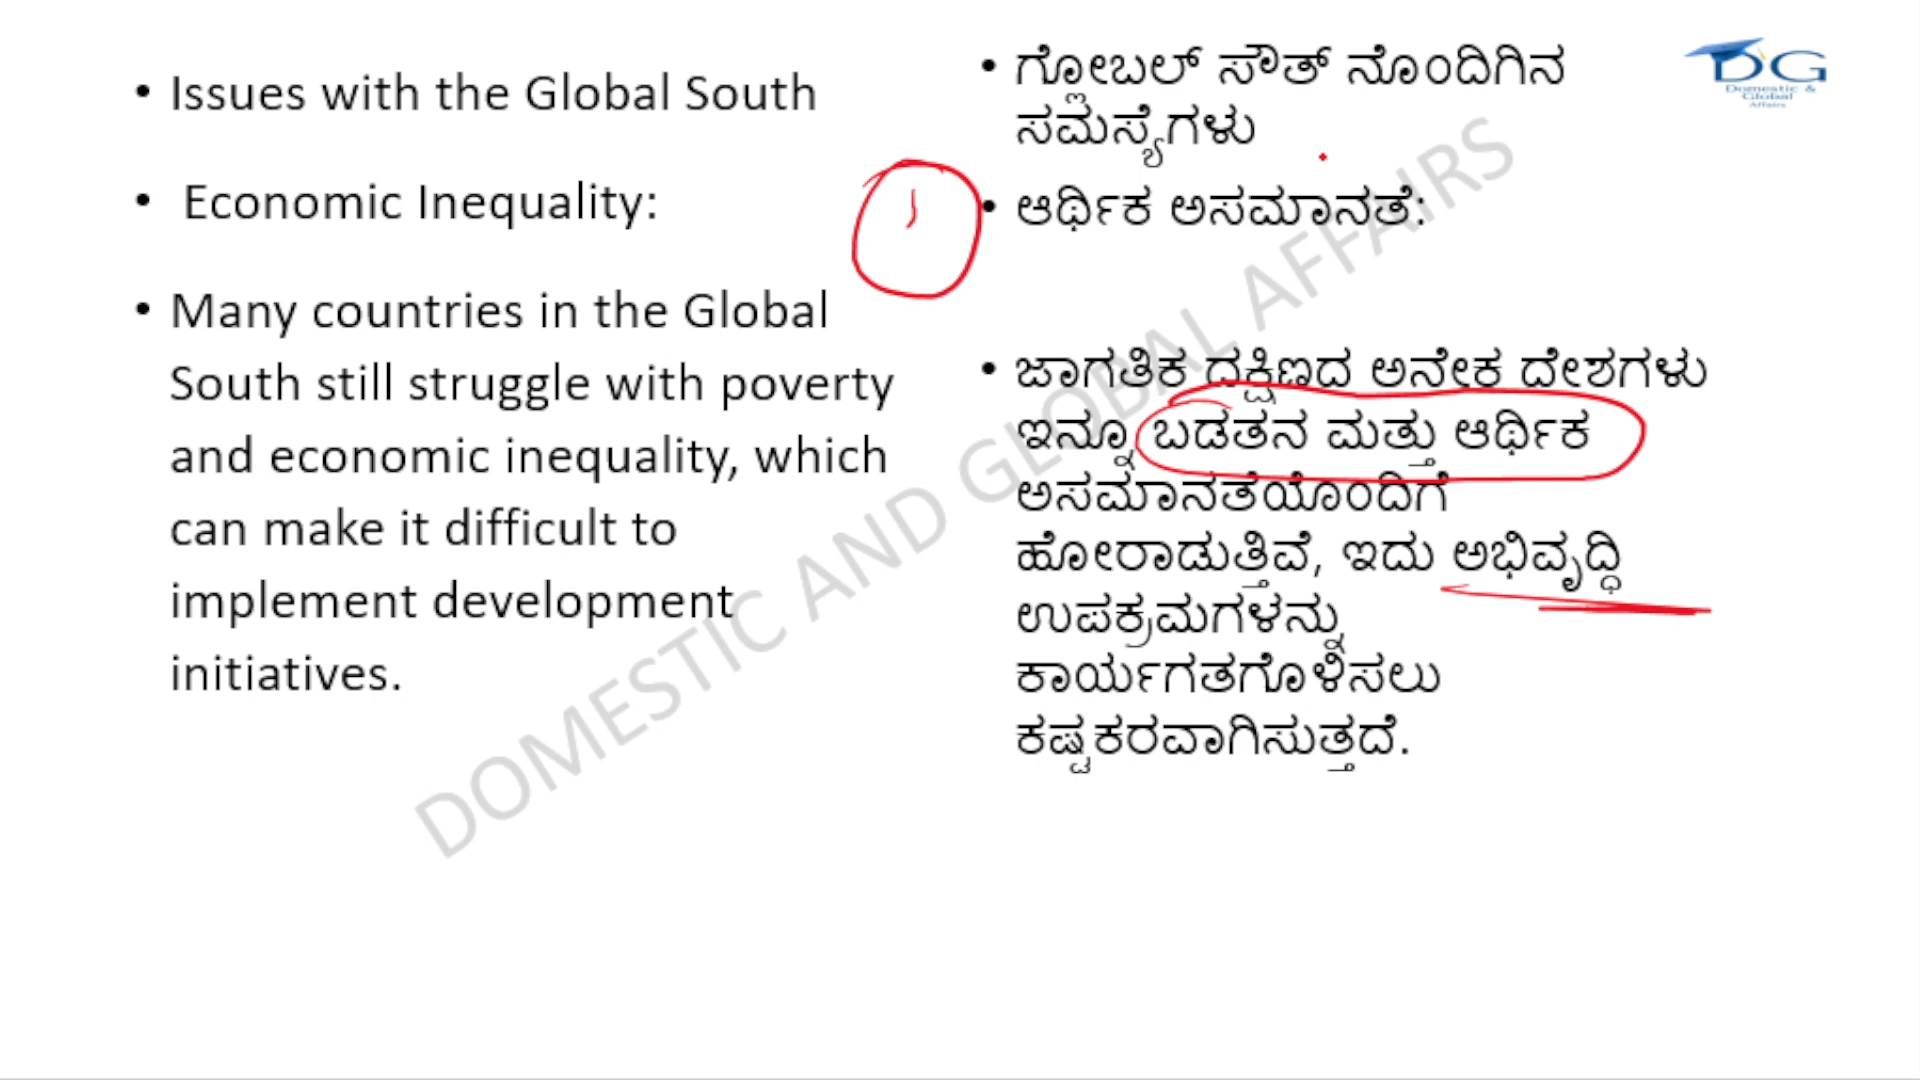 • Issues with the Global South
• Economic Inequality:
• Many countries in the Global
South still struggle with poverty
and economic inequality, which
can make it difficult to
implement development
initiatives.
• ಗ್ಲೋಬಲ್ ಸೌತ್ ನೊಂದಿಗಿನ
ಸಮಸ್ಯೆಗಳು
• ಆರ್ಥಿಕ ಅಸಮಾನತೆ:
• ಜಾಗತಿಕ ದಕ್ಷಿಣದ ಅನೇಕ ದೇಶಗಳು
ಇನ್ನೂ ಬಡತನ ಮತ್ತು ಆರ್ಥಿಕ
ಅಸಮಾನತೆಯೊಂದಿಗೆ
ಹೋರಾಡುತ್ತಿವೆ, ಇದು ಅಭಿವೃದ್ಧಿ
ಉಪಕ್ರಮಗಳನ್ನು
ಕಾರ್ಯಗತಗೊಳಿಸಲು
ಕಷ್ಟಕರವಾಗಿಸುತ್ತದೆ.
DG
Domestic &
Global
Affairs
DOMESTIC AND GLOBAL AFFAIRS